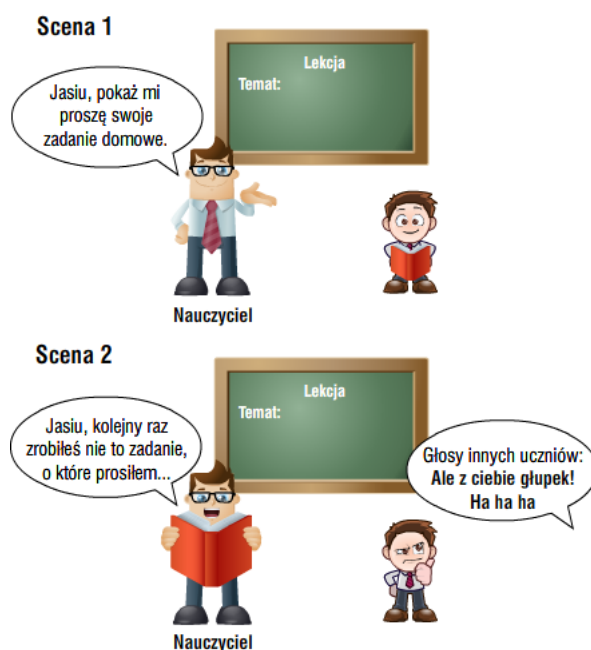 Scena 1
Lekcja
Temat:
Jasiu, pokaż mi
proszę swoje
zadanie domowe.
Nauczyciel
Scena 2
Lekcja
Temat:
Jasiu, kolejny raz
zrobiłeś nie to zadanie,
o które prosiłem...
Głosy innych uczniów:
Ale z ciebie głupek!
Ha ha ha
Nauczyciel